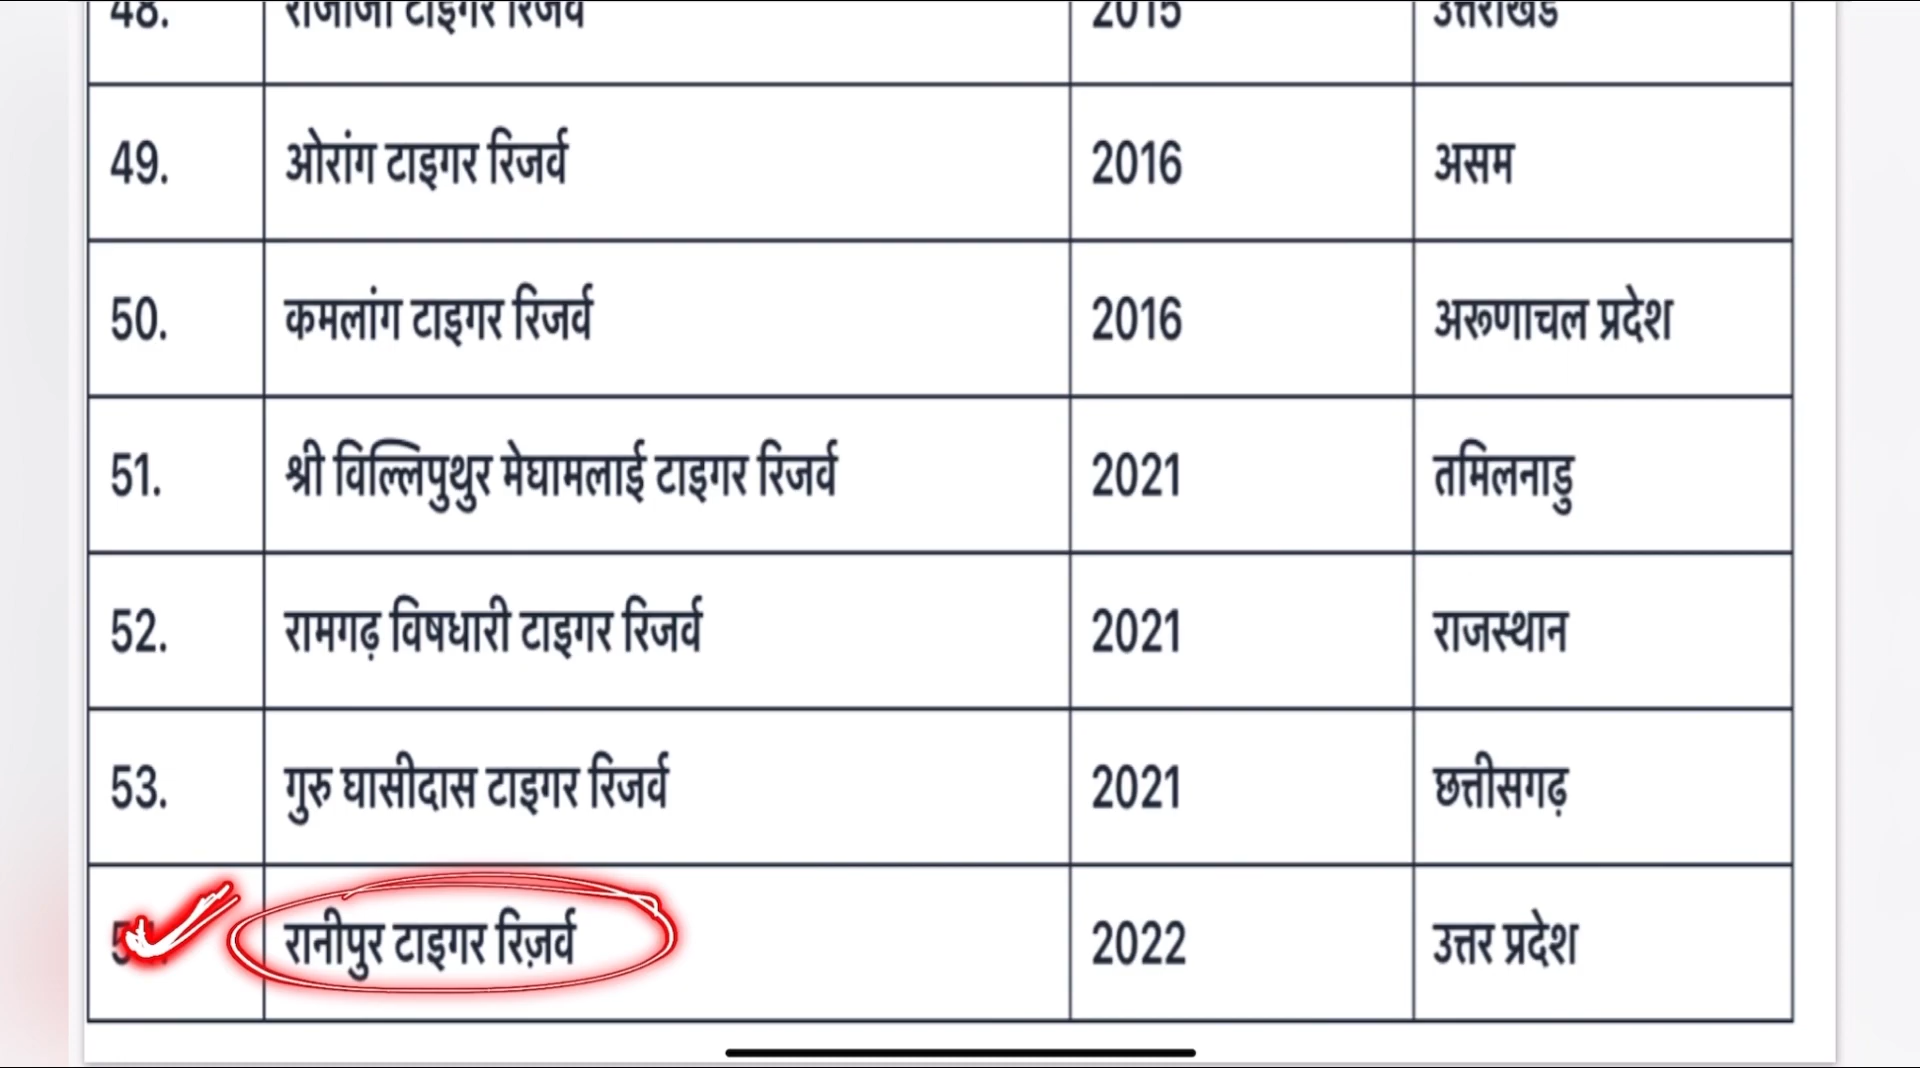 48. राजाजी टाइगर रिजर्व 2015 उत्तराखंड
49. ओरांग टाइगर रिजर्व 2016 असम
50. कमलांग टाइगर रिजर्व 2016 अरूणाचल प्रदेश
51. श्री विल्लिपुथुर मेघामलाई टाइगर रिजर्व 2021 तमिलनाडु
52. रामगढ़ विषधारी टाइगर रिजर्व 2021 राजस्थान
53. गुरु घासीदास टाइगर रिजर्व 2021 छत्तीसगढ़
रानीपुर टाइगर रिज़र्व 2022 उत्तर प्रदेश